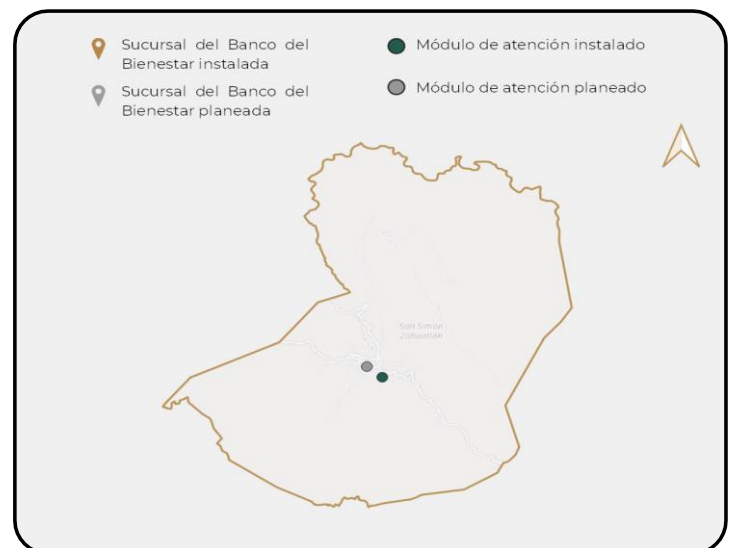 Sucursal del Banco del
Bienestar instalada
Sucursal del Banco del
Bienestar planeada
Módulo de atención instalado
Módulo de atención planeado
San Simón
Zahuatlán